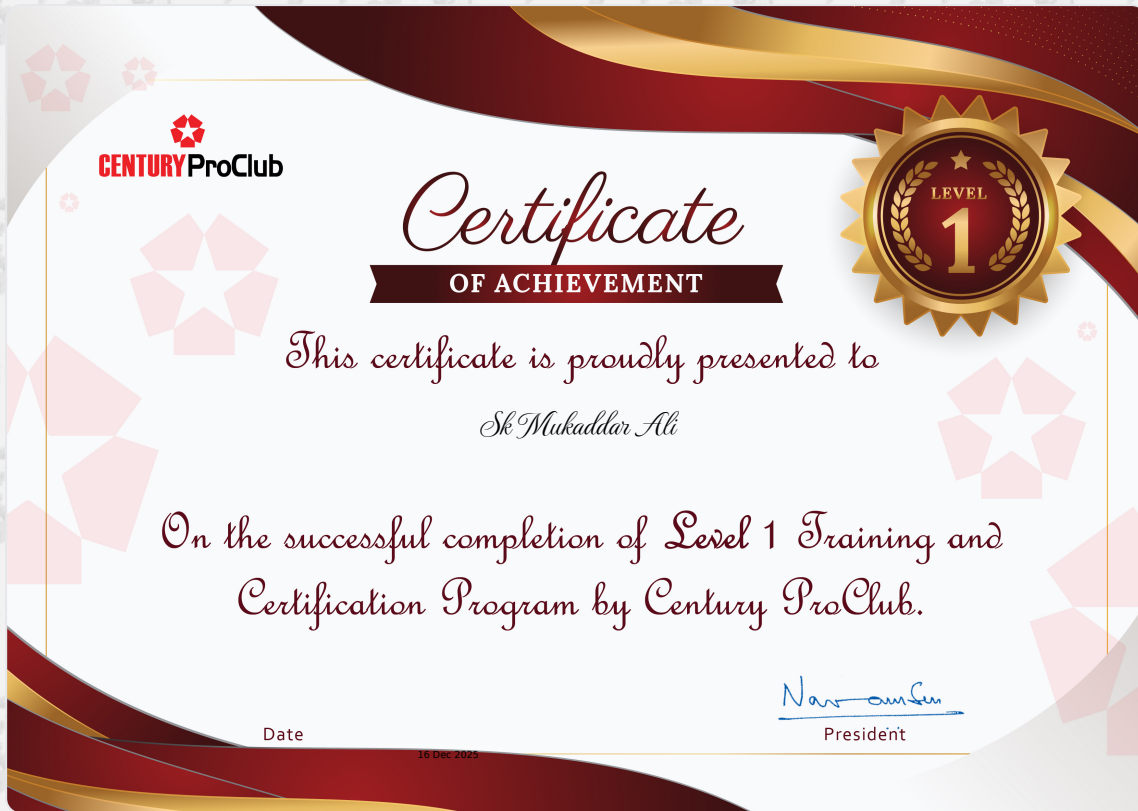 CENTURY ProClub
LEVEL
1
Certificate
OF ACHIEVEMENT
This certificate is proudly presented to
Sk Mukaddar Ali
On the successful completion of Level 1 Training and
Certification Program by Century ProClub.
Date
President
16 Dec 2025